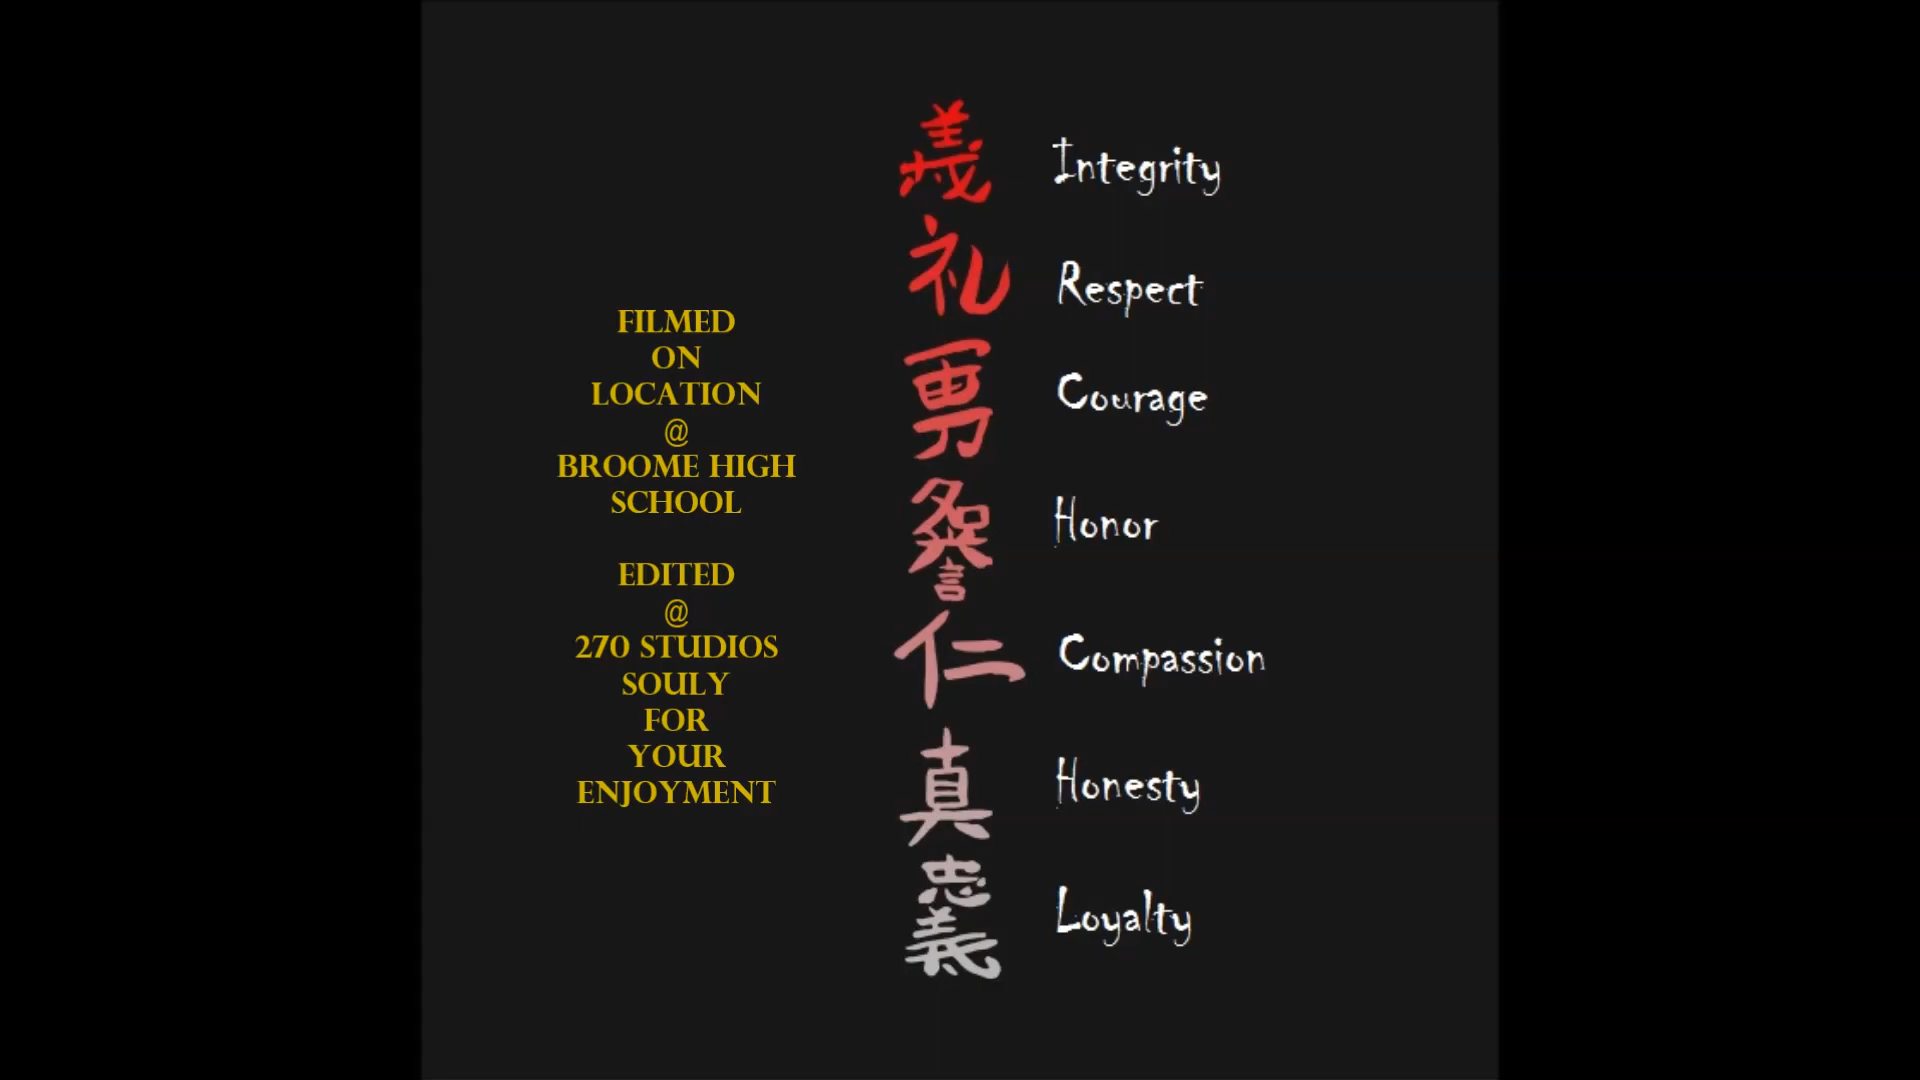 FILMED
ON
LOCATION
@
BROOME HIGH
SCHOOL
EDITED
@
270 STUDIOS
SOULY
FOR
YOUR
ENJOYMENT
義 Integrity
礼 Respect
勇 Courage
誉 Honor
仁 Compassion
真 Honesty
忠義 Loyalty